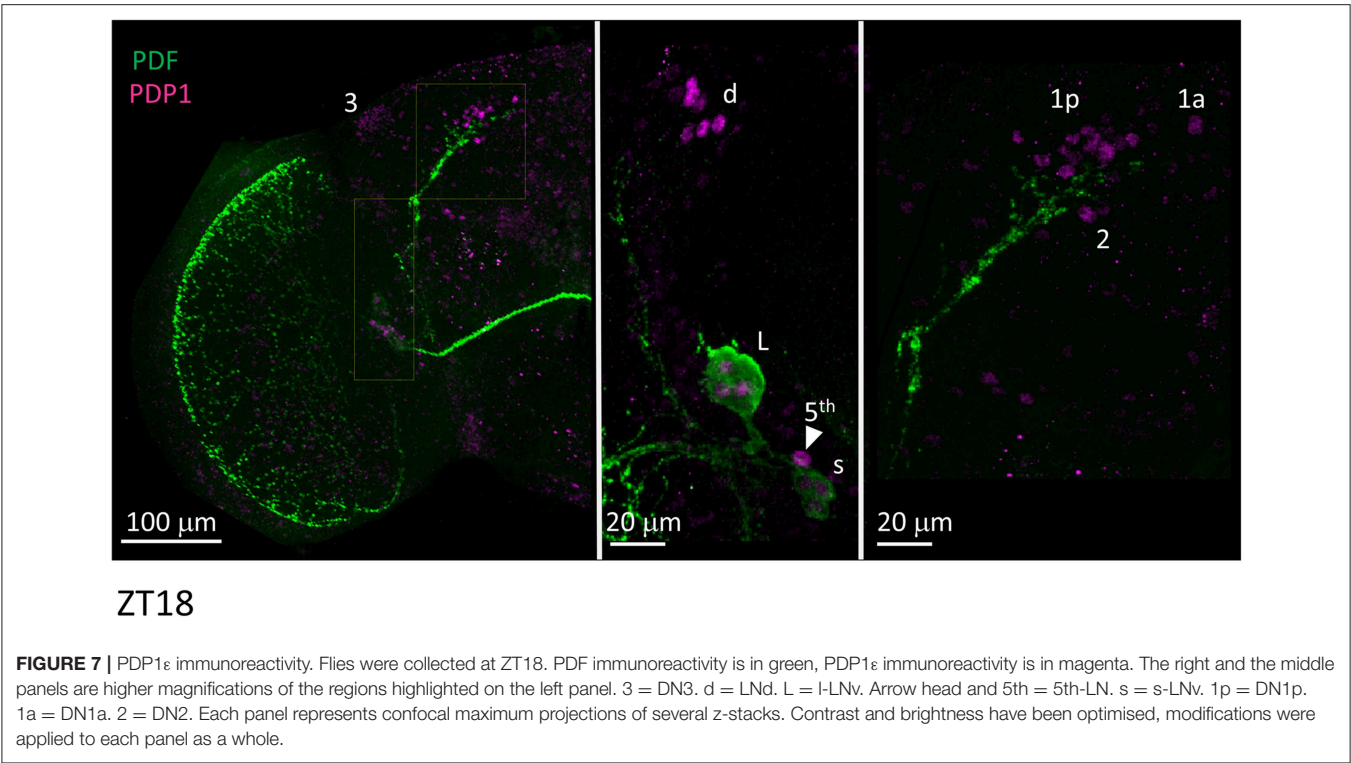 PDF
PDP1
3
100 μm
d
L
5th
s
20 μm
1p
1a
2
20 μm
ZT18
FIGURE 7 | PDP1ε immunoreactivity. Flies were collected at ZT18. PDF immunoreactivity is in green, PDP1ε immunoreactivity is in magenta. The right and the middle
panels are higher magnifications of the regions highlighted on the left panel. 3 = DN3. d = LNd. L = l-LNv. Arrow head and 5th = 5th-LN. s = s-LNv. 1p = DN1p.
1a = DN1a. 2 = DN2. Each panel represents confocal maximum projections of several z-stacks. Contrast and brightness have been optimised, modifications were
applied to each panel as a whole.